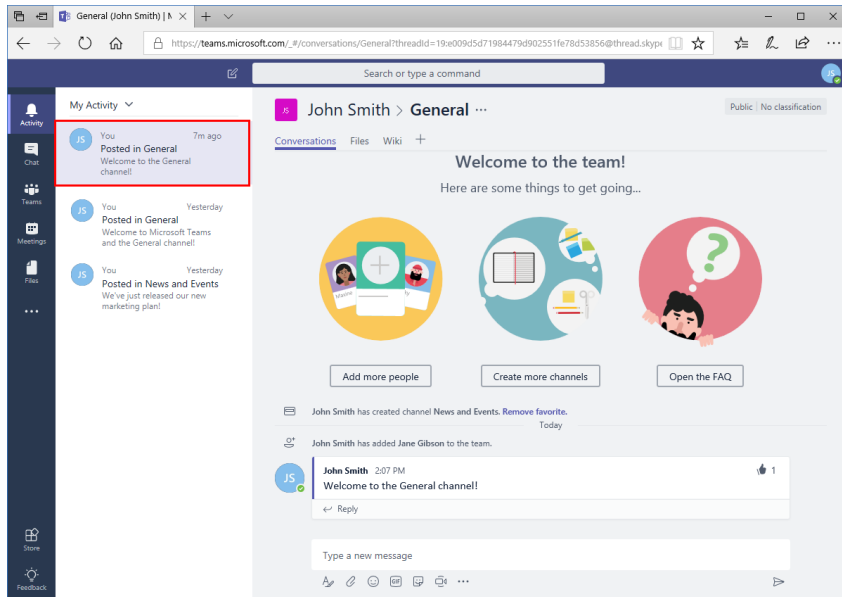 General (John Smith) | M
https://teams.microsoft.com/_#/conversations/General?threadId=19:e009d5d71984479d902551fe78d53856@thread.skype
Search or type a command
JS
Activity
Chat
Teams
Meetings
Files
Store
Feedback
My Activity
JS
You 7m ago
Posted in General
Welcome to the General
channel!
JS
You Yesterday
Posted in General
Welcome to Microsoft Teams
and the General channel!
JS
You Yesterday
Posted in News and Events
We've just released our new
marketing plan!
JS
John Smith > General ...
Public | No classification
Conversations Files Wiki
Welcome to the team!
Here are some things to get going...
Maxine
Add more people
Create more channels
Open the FAQ
John Smith has created channel News and Events. Remove favorite.
Today
John Smith has added Jane Gibson to the team.
JS
John Smith 2:07 PM
1
Welcome to the General channel!
Reply
Type a new message
GIF